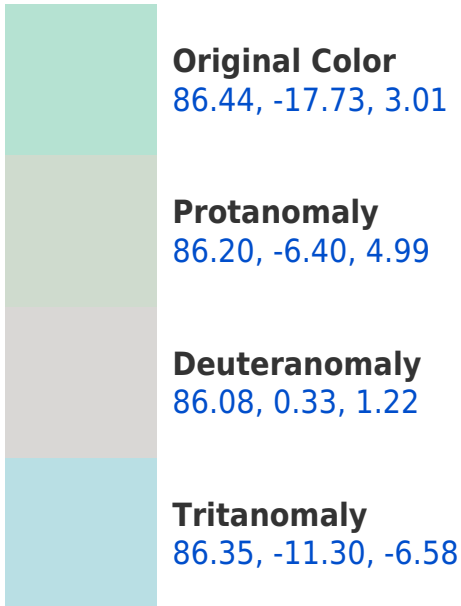 Original Color
86.44, -17.73, 3.01
Protanomaly
86.20, -6.40, 4.99
Deuteranomaly
86.08, 0.33, 1.22
Tritanomaly
86.35, -11.30, -6.58